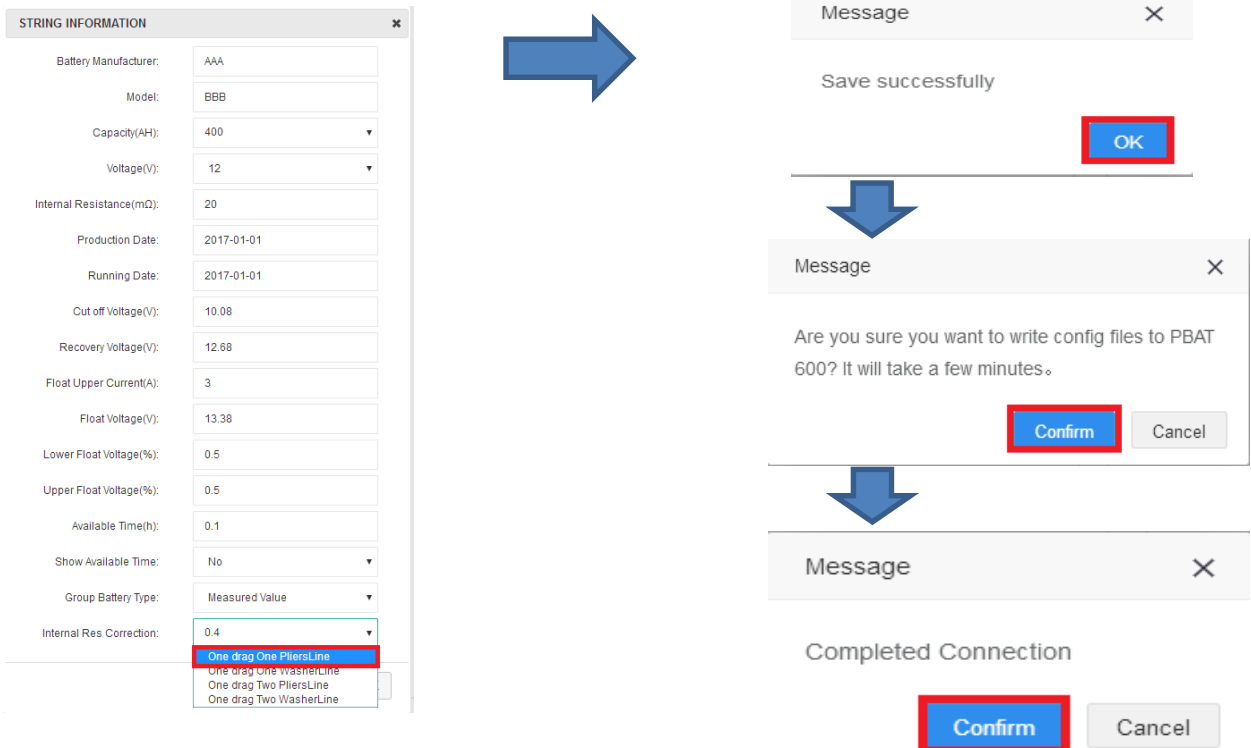 STRING INFORMATION ×
Battery Manufacturer: AAA
Model: BBB
Capacity(AH): 400
Voltage(V): 12
Internal Resistance(mΩ): 20
Production Date: 2017-01-01
Running Date: 2017-01-01
Cut off Voltage(V): 10.08
Recovery Voltage(V): 12.68
Float Upper Current(A): 3
Float Voltage(V): 13.38
Lower Float Voltage(%): 0.5
Upper Float Voltage(%): 0.5
Available Time(h): 0.1
Show Available Time: No
Group Battery Type: Measured Value
Internal Res Correction: 0.4
One drag One PliersLine
One drag One WasherLine
One drag Two PliersLine
One drag Two WasherLine
Message ×
Save successfully
OK
Message ×
Are you sure you want to write config files to PBAT
600? It will take a few minutes。
Confirm Cancel
Message ×
Completed Connection
Confirm Cancel